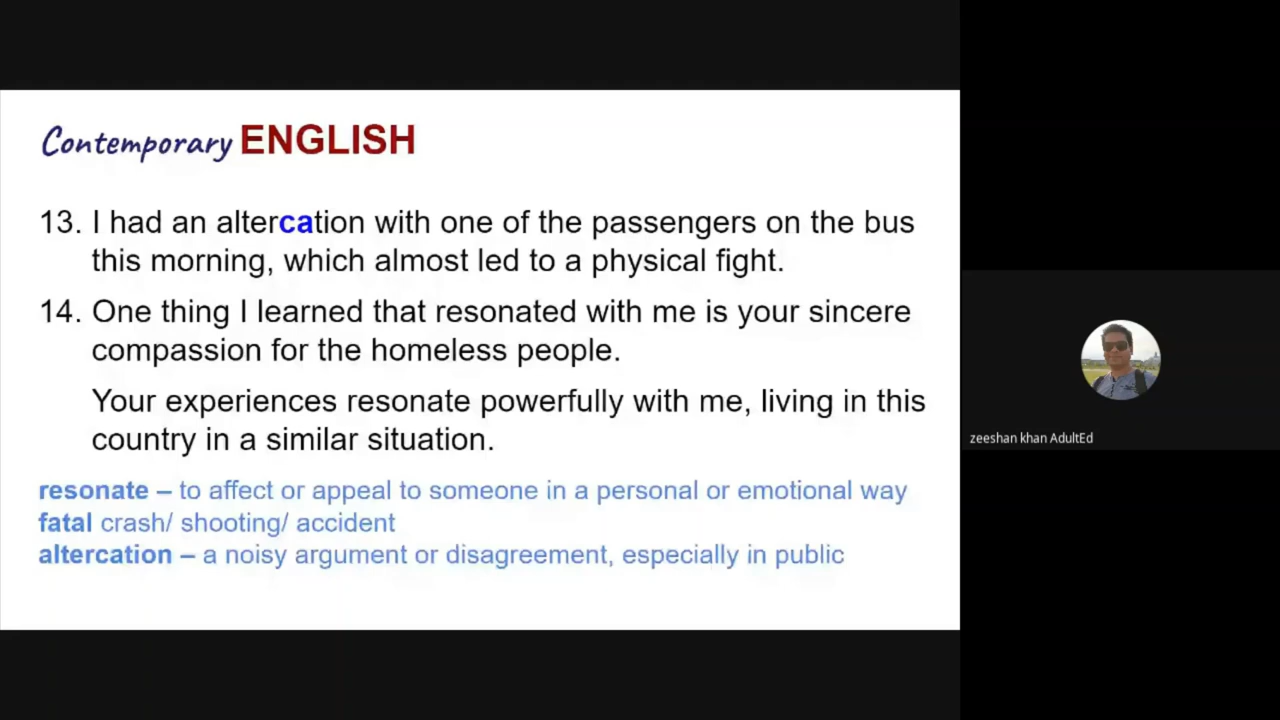 Contemporary ENGLISH
13. I had an altercation with one of the passengers on the bus
this morning, which almost led to a physical fight.
14. One thing I learned that resonated with me is your sincere
compassion for the homeless people.
Your experiences resonate powerfully with me, living in this
country in a similar situation.
resonate – to affect or appeal to someone in a personal or emotional way
fatal crash/ shooting/ accident
altercation – a noisy argument or disagreement, especially in public
zeeshan khan AdultEd